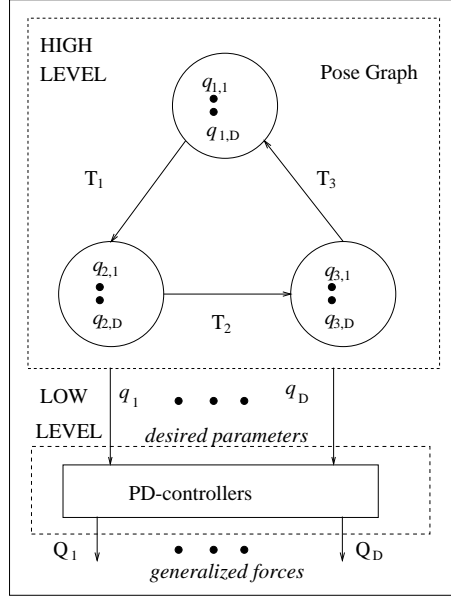 HIGH
LEVEL
Pose Graph
q1,1
q1,D
T1
T3
q2,1
q2,D
q3,1
q3,D
T2
LOW
LEVEL
q1
qD
desired parameters
PD-controllers
Q1
QD
generalized forces